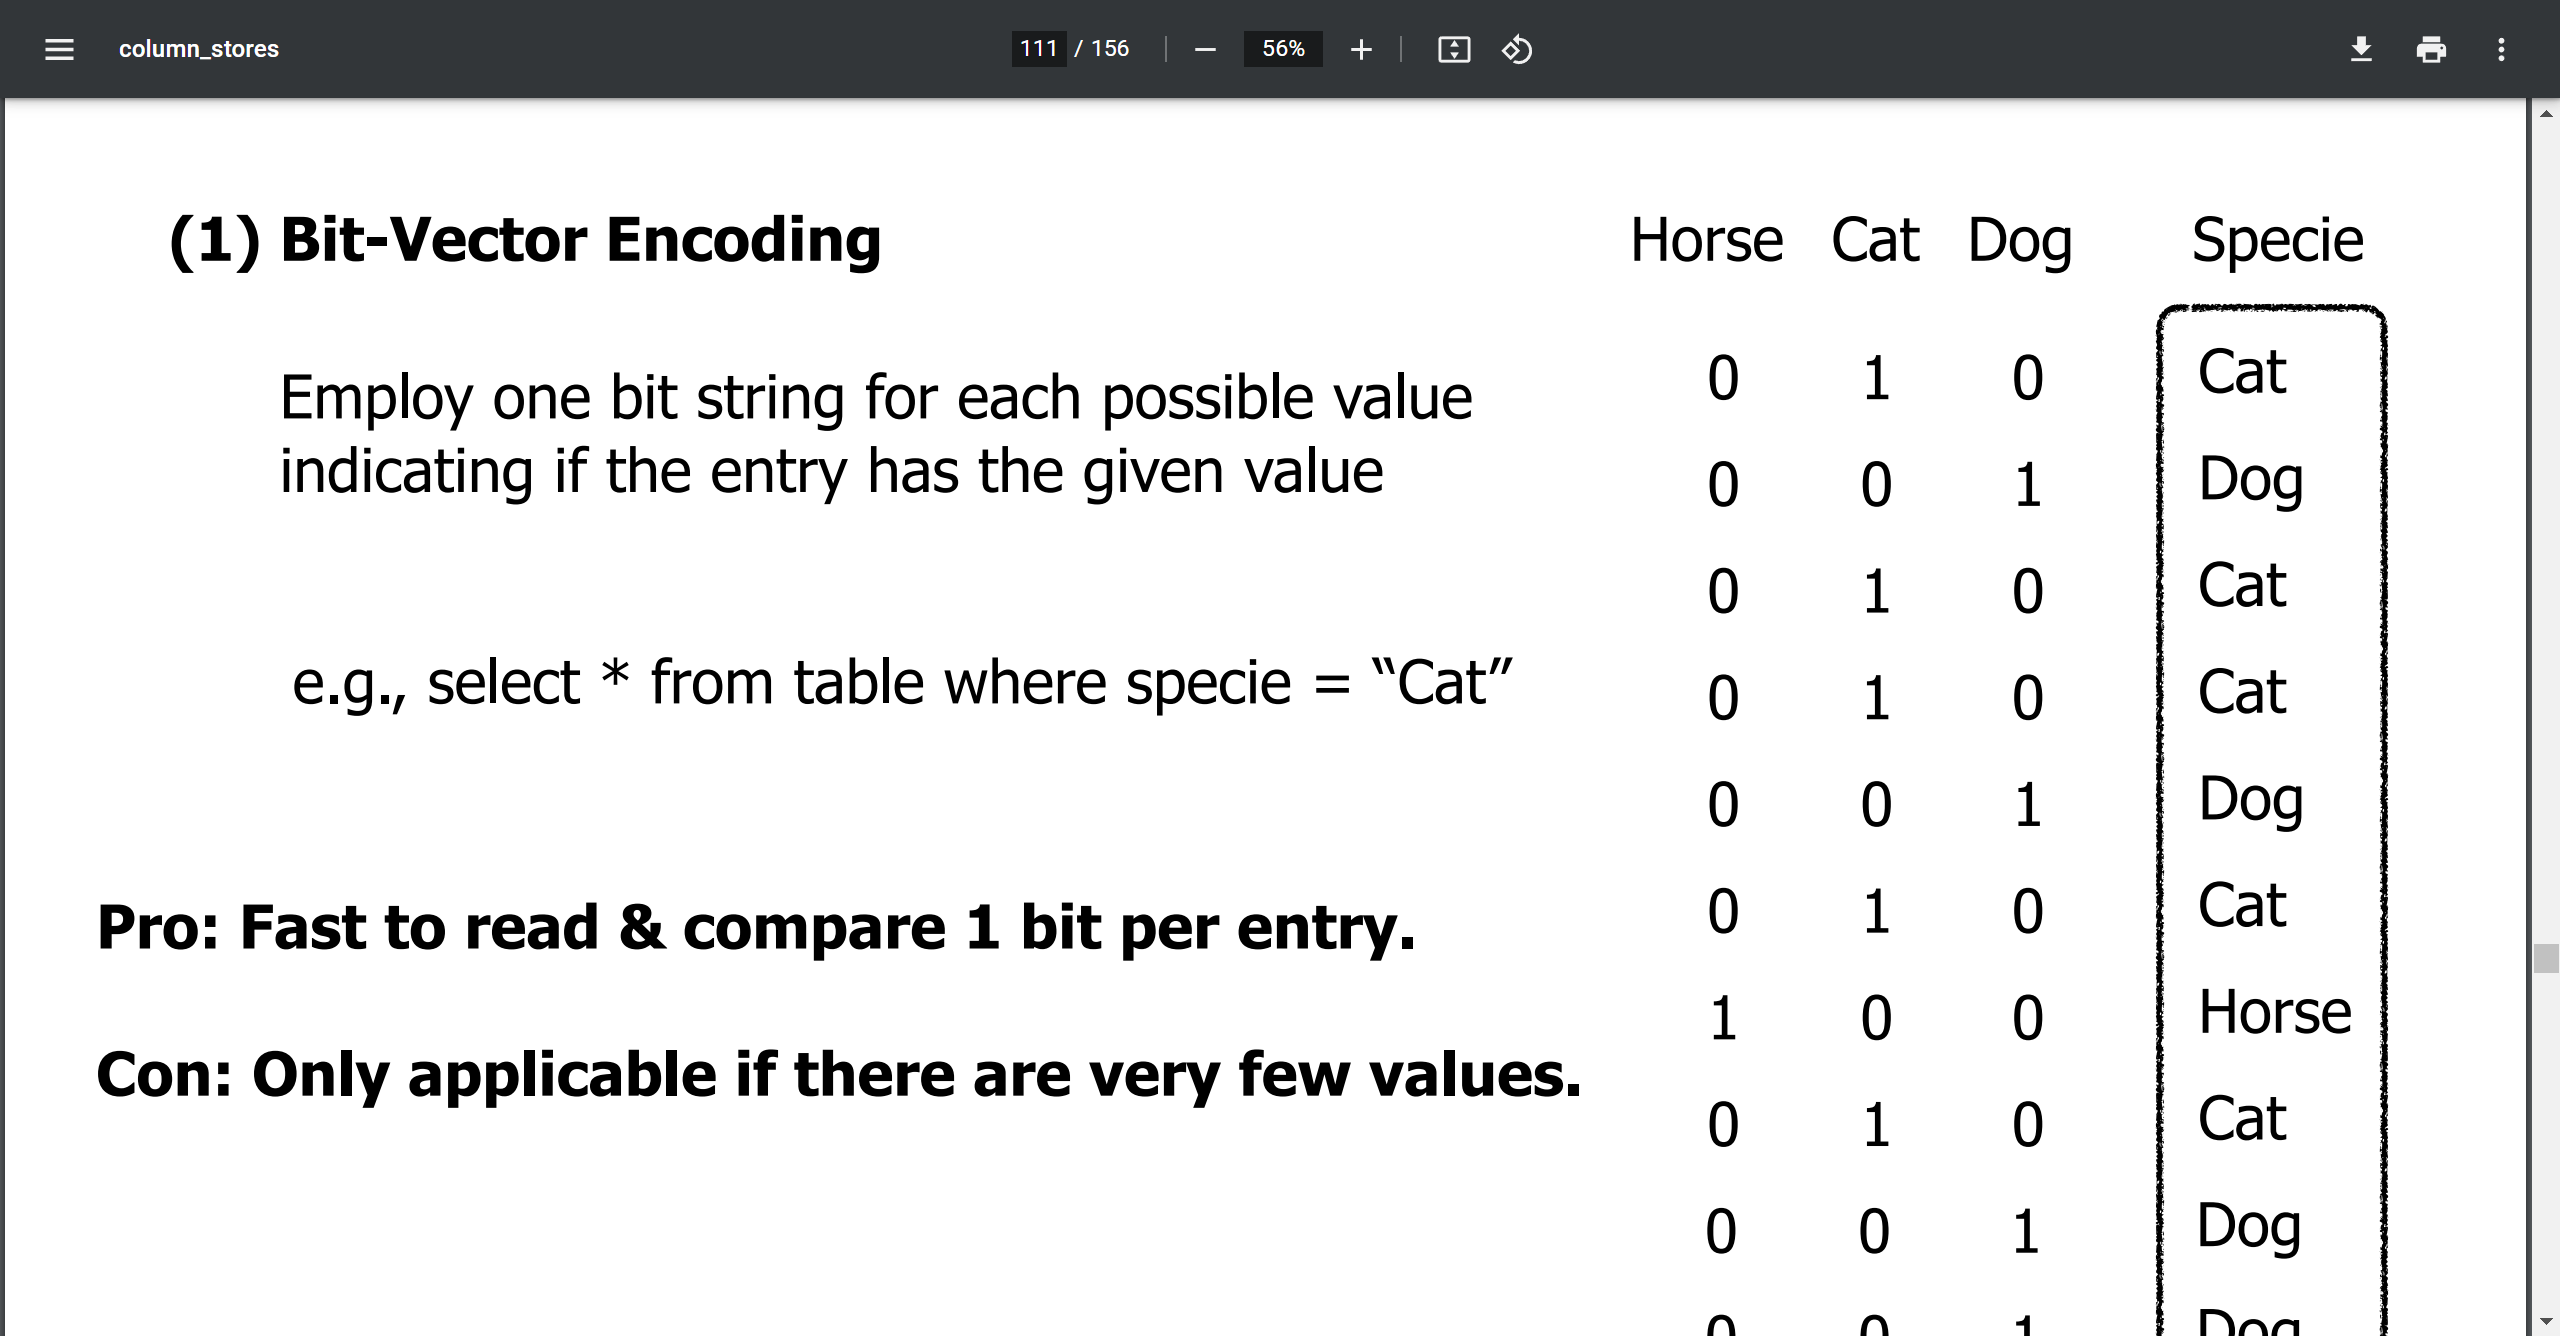 column_stores
111 / 156
56%
(1) Bit-Vector Encoding
Horse Cat Dog Specie
Employ one bit string for each possible value
indicating if the entry has the given value
e.g., select * from table where specie = “Cat”
Pro: Fast to read & compare 1 bit per entry.
Con: Only applicable if there are very few values.
0 1 0 Cat
0 0 1 Dog
0 1 0 Cat
0 1 0 Cat
0 0 1 Dog
0 1 0 Cat
1 0 0 Horse
0 1 0 Cat
0 0 1 Dog
0 0 1 Dog